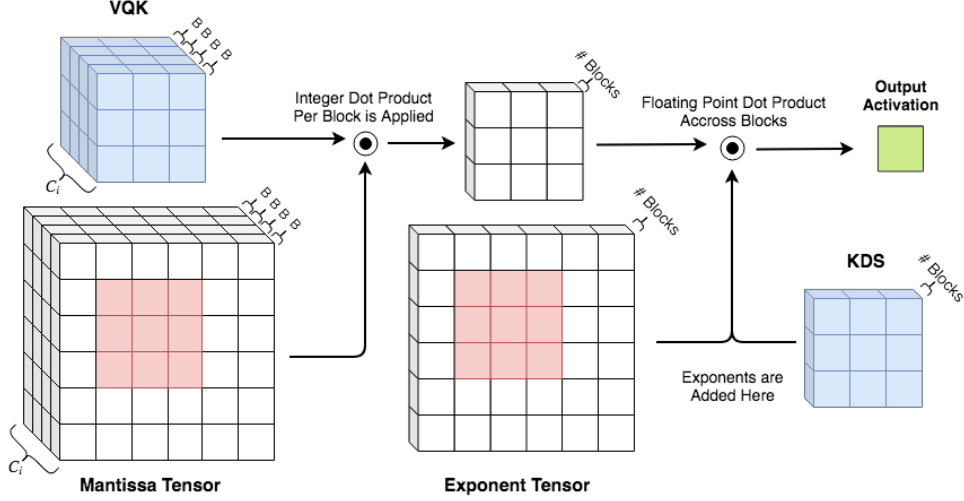 VQK
B B B B
# Blocks
Integer Dot Product
Per Block is Applied
Floating Point Dot Product
Accross Blocks
Output
Activation
C_i
B B B B
# Blocks
KDS
# Blocks
Exponents are
Added Here
C_i
Mantissa Tensor
Exponent Tensor